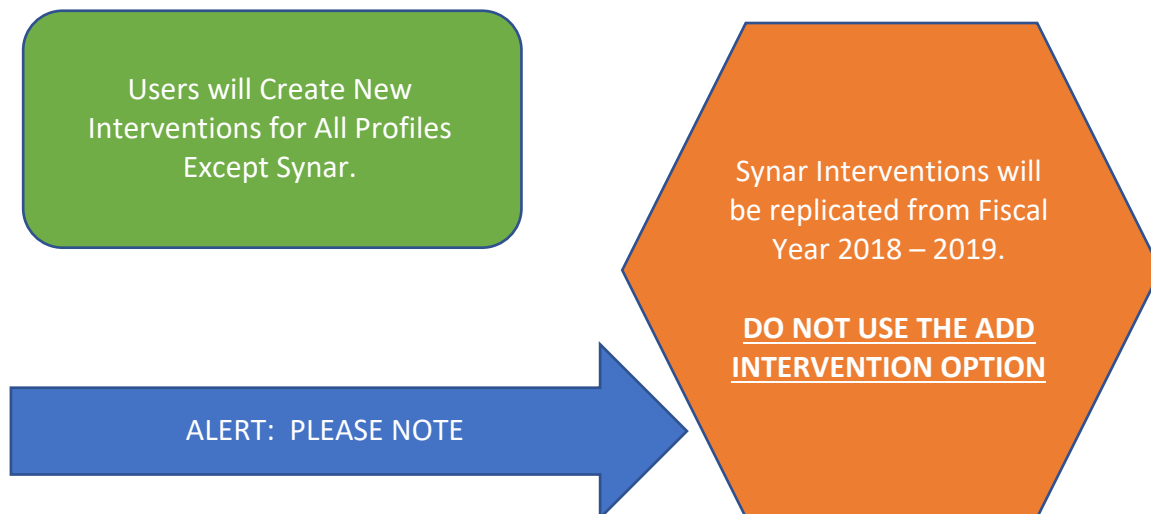 Users will Create New
Interventions for All Profiles
Except Synar.
Synar Interventions will
be replicated from Fiscal
Year 2018 – 2019.
DO NOT USE THE ADD
INTERVENTION OPTION
ALERT:  PLEASE NOTE